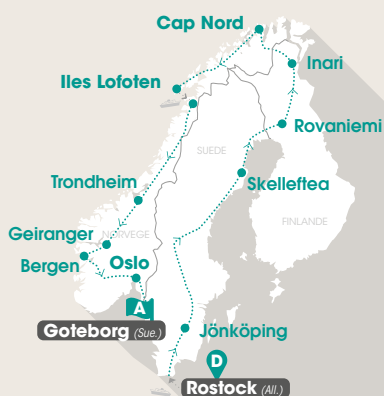 Cap Nord
Inari
Iles Lofoten
Rovaniemi
SUEDE
Skelleftea
Trondheim
FINLANDE
Geiranger
NORVEGE
Bergen
Oslo
A
Goteborg (Sue.)
Jönköping
D
Rostock (All.)